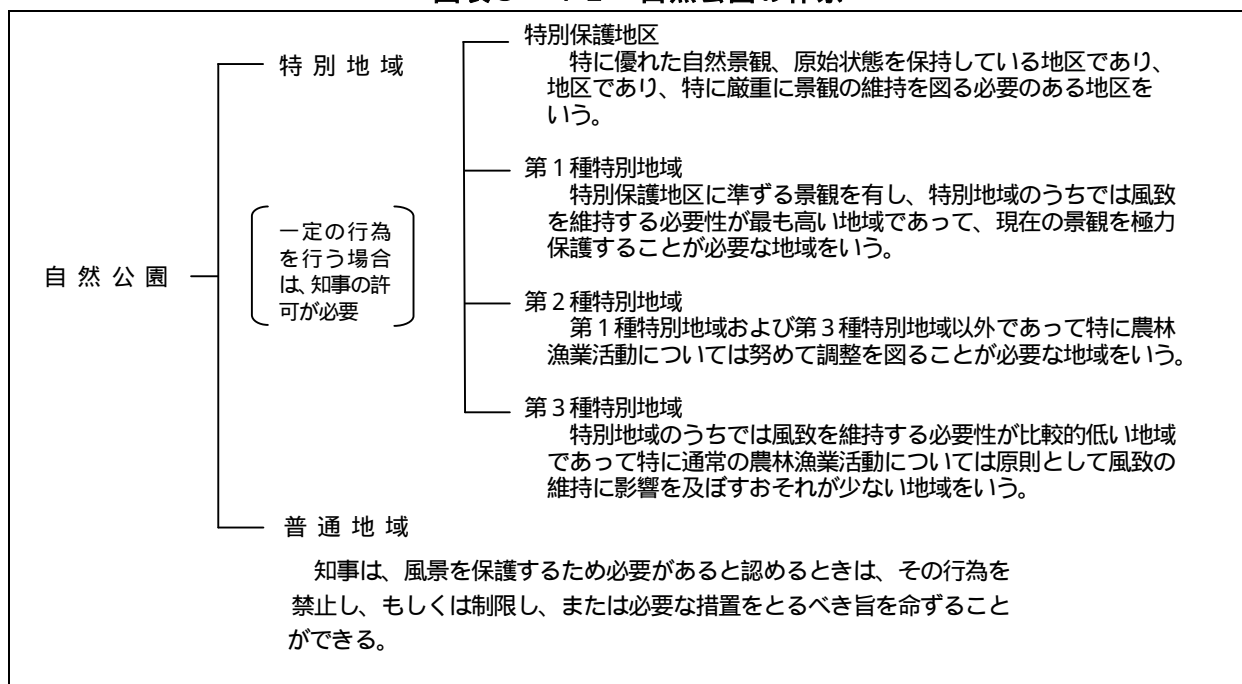 自然公園
特別地域
一定の行為
を行う場合
は、知事の許
可が必要
特別保護地区
特に優れた自然景観、原始状態を保持している地区であり、
地区であり、特に厳重に景観の維持を図る必要のある地区を
いう。
第1種特別地域
特別保護地区に準ずる景観を有し、特別地域のうちでは風致
を維持する必要性が最も高い地域であって、現在の景観を極力
保護することが必要な地域をいう。
第2種特別地域
第1種特別地域および第3種特別地域以外であって特に農林
漁業活動については努めて調整を図ることが必要な地域をいう。
第3種特別地域
特別地域のうちでは風致を維持する必要性が比較的低い地域
であって特に通常の農林漁業活動については原則として風致の
維持に影響を及ぼすおそれが少ない地域をいう。
普通地域
知事は、風景を保護するため必要があると認めるときは、その行為を
禁止し、もしくは制限し、または必要な措置をとるべき旨を命ずること
ができる。